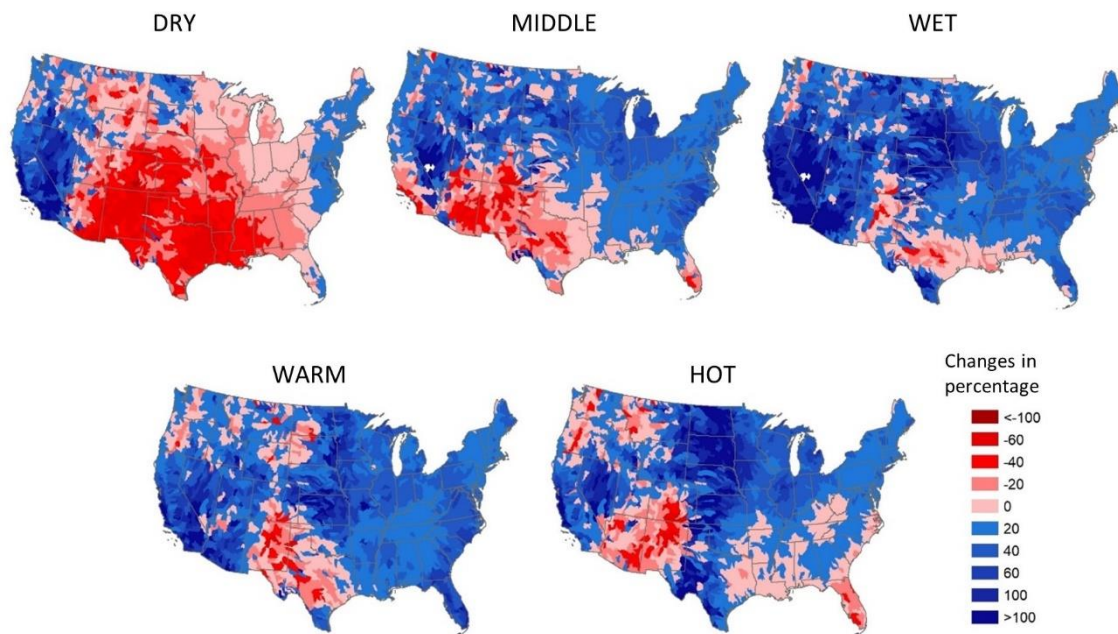 DRY
MIDDLE
WET
WARM
HOT
Changes in
percentage
<-100
-60
-40
-20
0
20
40
60
100
>100